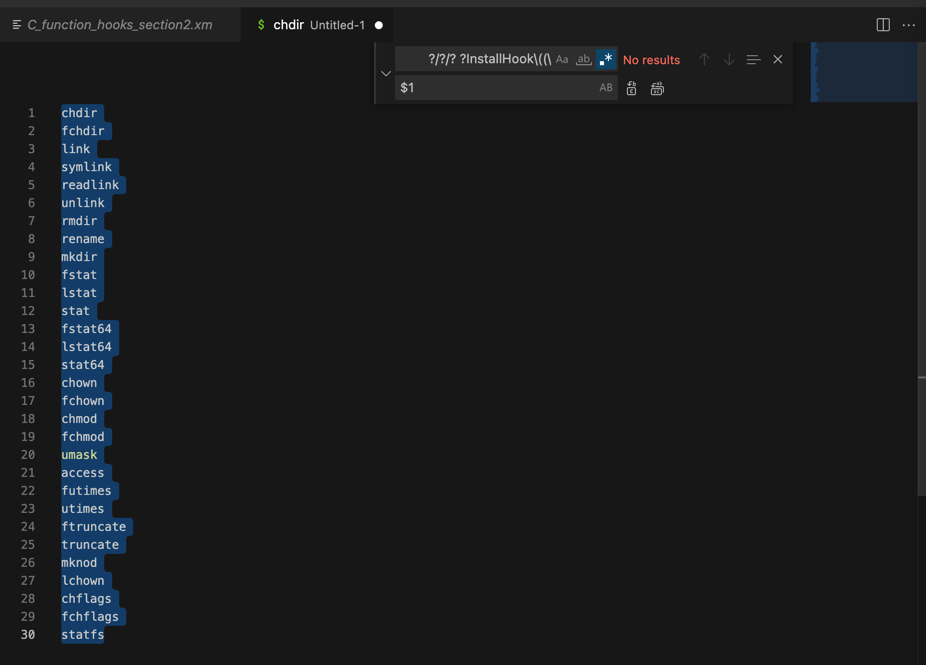 C_function_hooks_section2.xm
$ chdir Untitled-1
?/?/? ?InstallHook\((\ Aa ab .* No results
$1 AB
1 chdir
2 fchdir
3 link
4 symlink
5 readlink
6 unlink
7 rmdir
8 rename
9 mkdir
10 fstat
11 lstat
12 stat
13 fstat64
14 lstat64
15 stat64
16 chown
17 fchown
18 chmod
19 fchmod
20 umask
21 access
22 futimes
23 utimes
24 ftruncate
25 truncate
26 mknod
27 lchown
28 chflags
29 fchflags
30 statfs